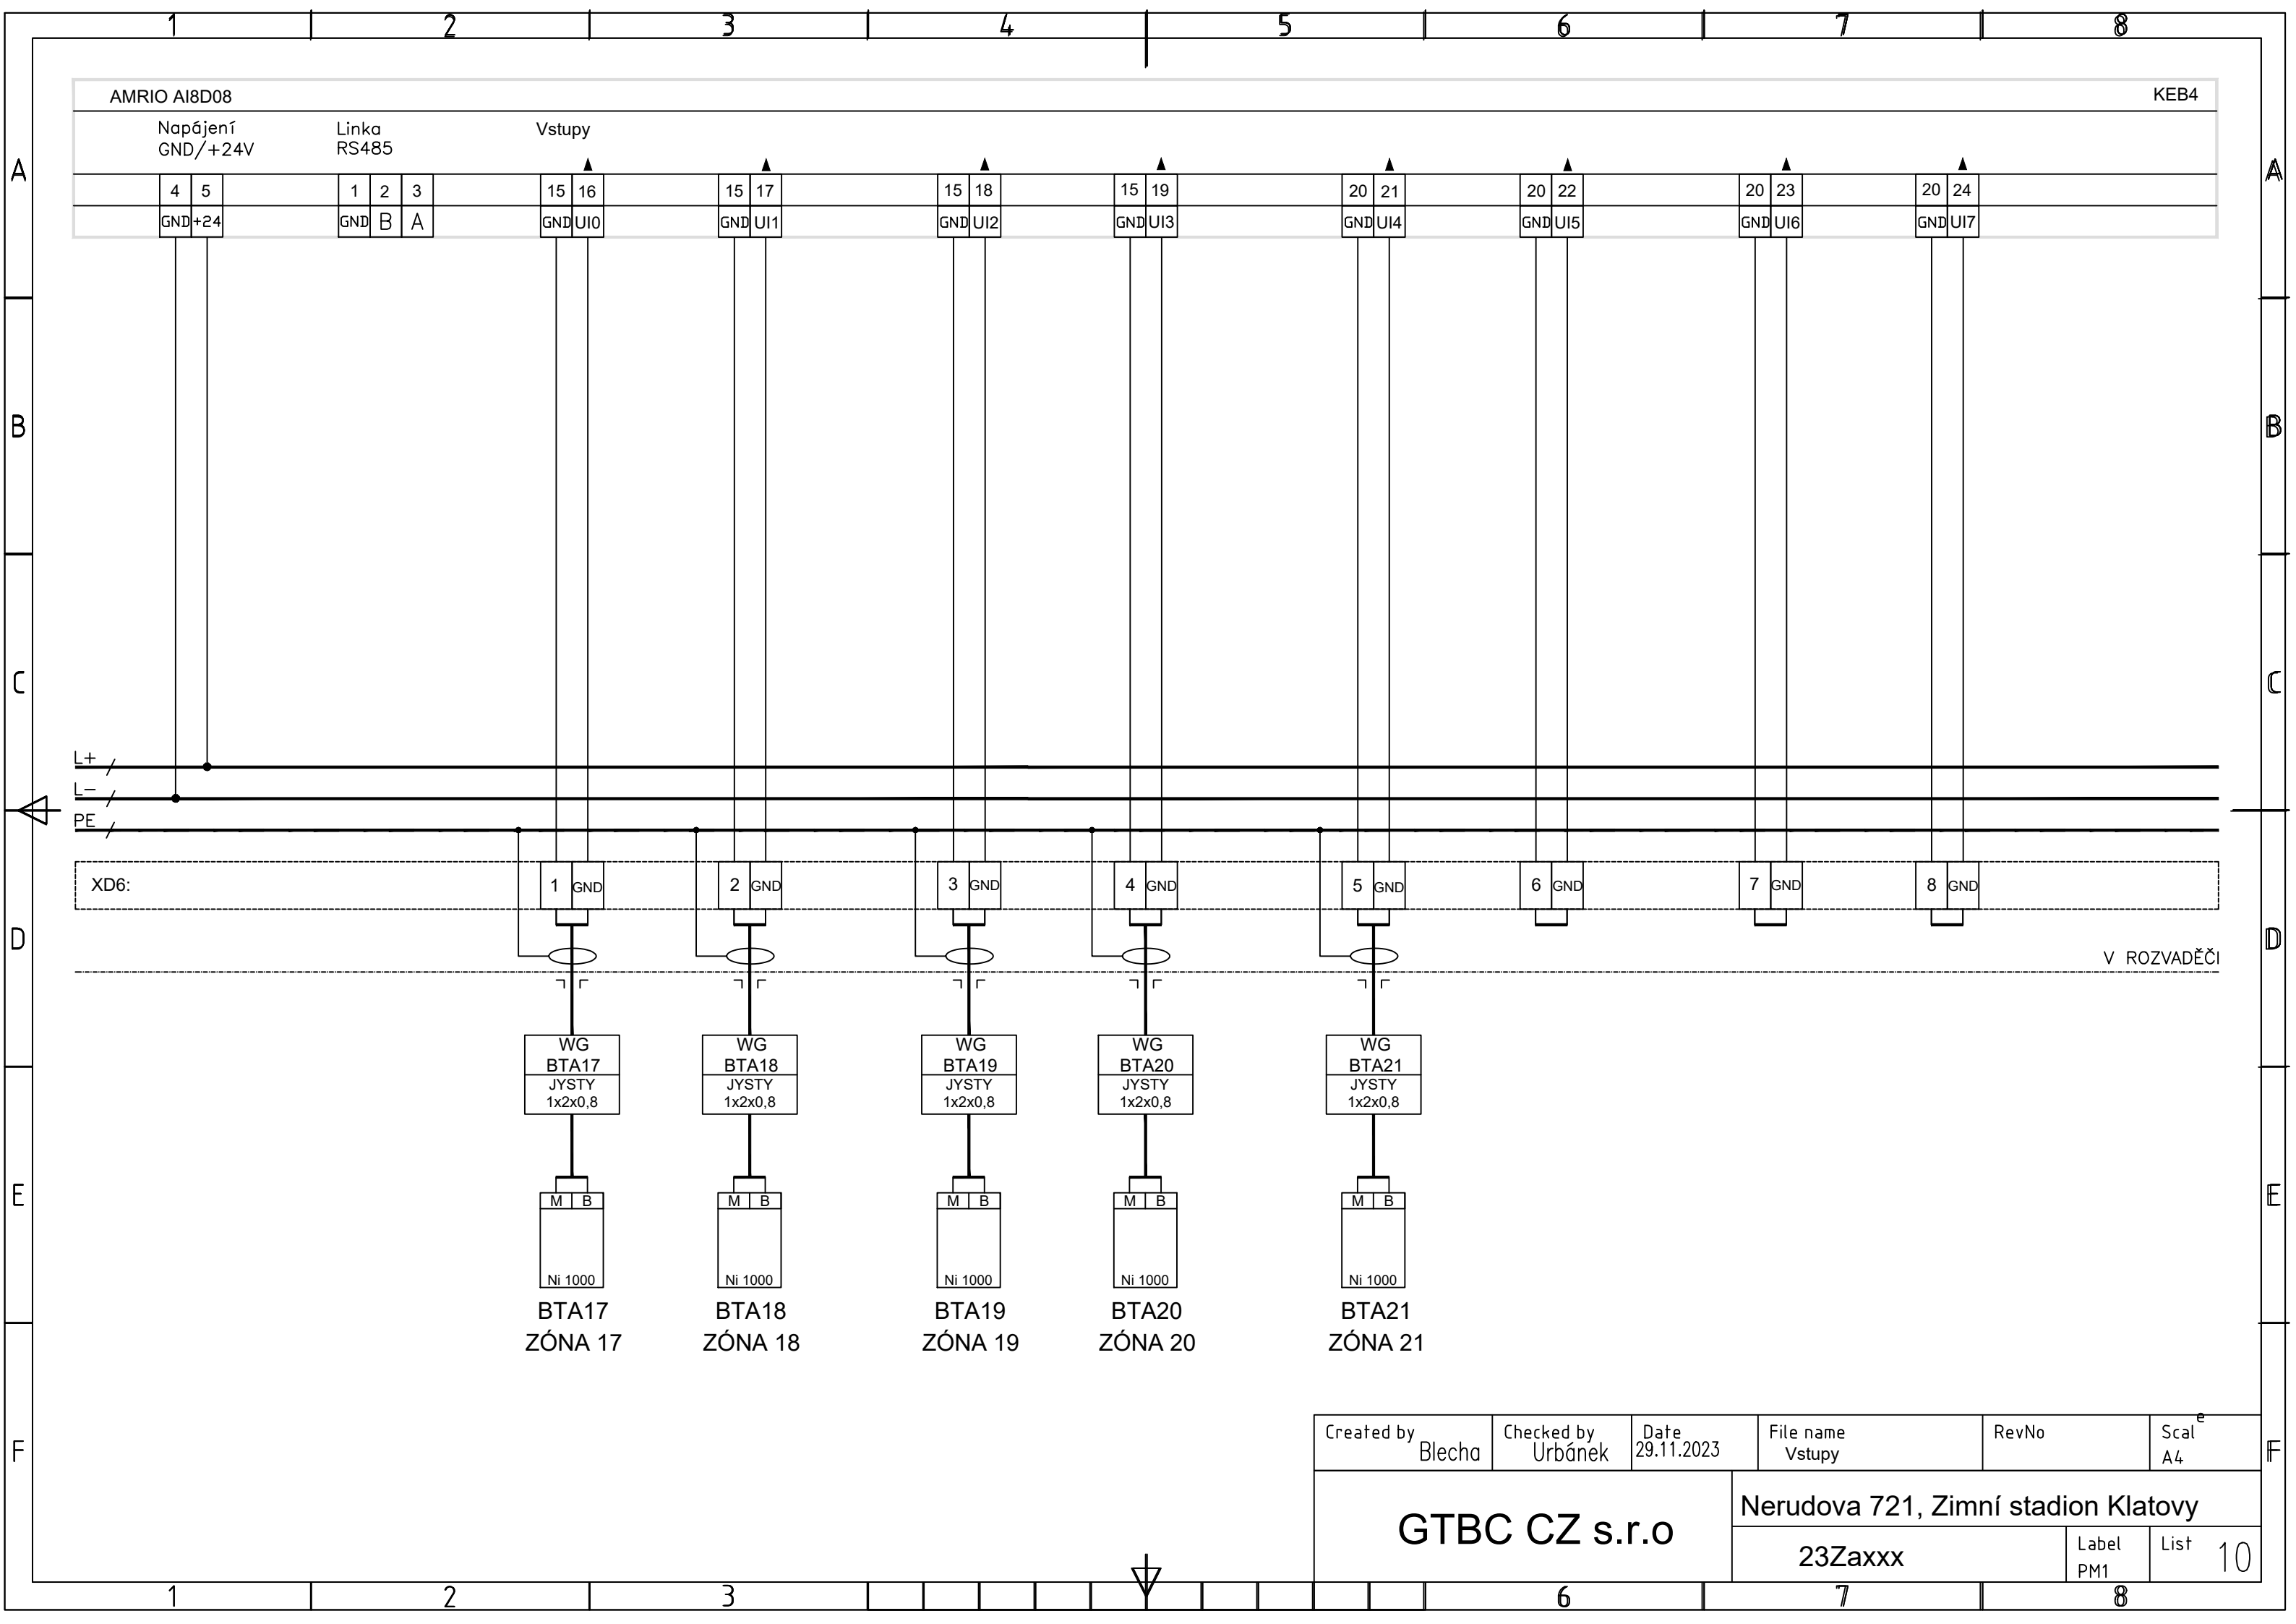 1 2 3 4 5 6 7 8
AMRIO AI8D08 KEB4
Napájení Linka Vstupy
GND/+24V RS485
A A
4 5 1 2 3 15 16 15 17 15 18 15 19 20 21 20 22 20 23 20 24
GND +24 GND B A GND UI0 GND UI1 GND UI2 GND UI3 GND UI4 GND UI5 GND UI6 GND UI7
B B
C C
L+
L-
PE
XD6: 1 GND 2 GND 3 GND 4 GND 5 GND 6 GND 7 GND 8 GND
D D
V ROZVADĚČI
WG WG WG WG WG
BTA17 BTA18 BTA19 BTA20 BTA21
JYSTY JYSTY JYSTY JYSTY JYSTY
1x2x0,8 1x2x0,8 1x2x0,8 1x2x0,8 1x2x0,8
E E
M B M B M B M B M B
Ni 1000 Ni 1000 Ni 1000 Ni 1000 Ni 1000
BTA17 BTA18 BTA19 BTA20 BTA21
ZÓNA 17 ZÓNA 18 ZÓNA 19 ZÓNA 20 ZÓNA 21
F F
Created by Checked by Date File name RevNo Scale
Blecha Urbánek 29.11.2023 Vstupy A4
GTBC CZ s.r.o
Nerudova 721, Zimní stadion Klatovy
23Zaxxx
Label
PM1
List 10
1 2 3 6 7 8